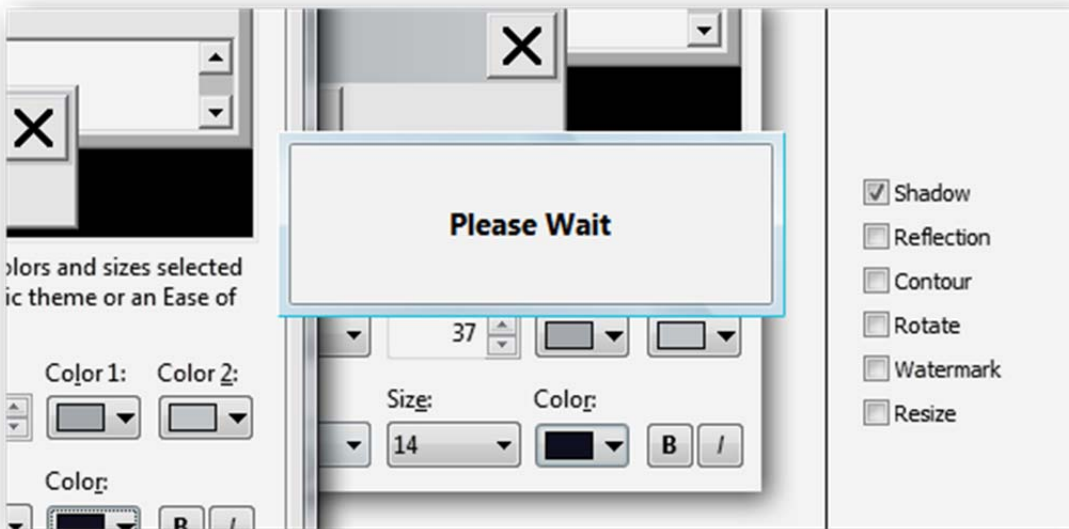 olors and sizes selected
ic theme or an Ease of
Color 1: Color 2:
Color:
B I
Please Wait
37
Size: Color:
14 B I
Shadow
Reflection
Contour
Rotate
Watermark
Resize